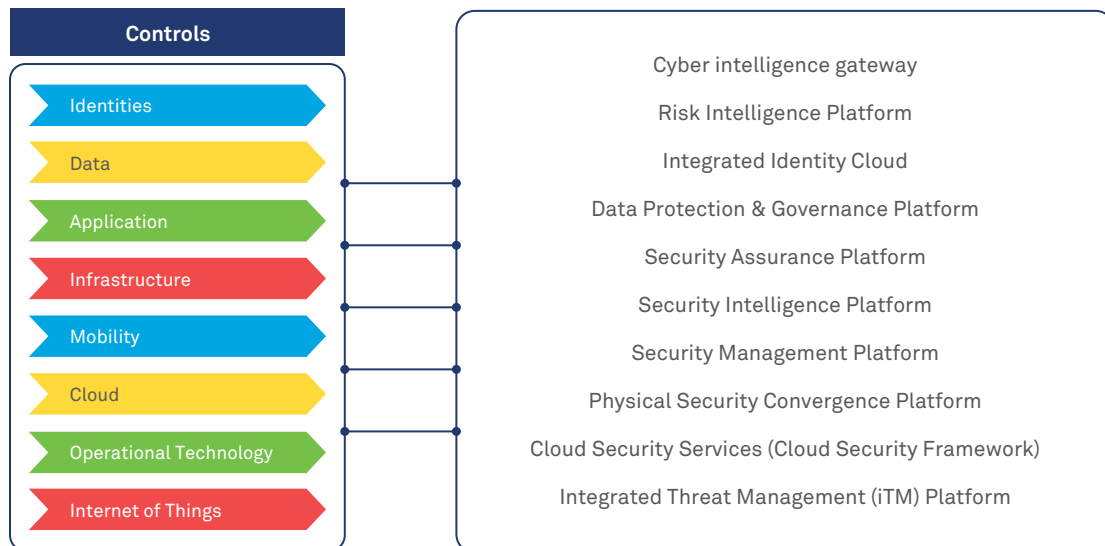 Controls
Identities
Data
Application
Infrastructure
Mobility
Cloud
Operational Technology
Internet of Things
Cyber intelligence gateway
Risk Intelligence Platform
Integrated Identity Cloud
Data Protection & Governance Platform
Security Assurance Platform
Security Intelligence Platform
Security Management Platform
Physical Security Convergence Platform
Cloud Security Services (Cloud Security Framework)
Integrated Threat Management (iTM) Platform